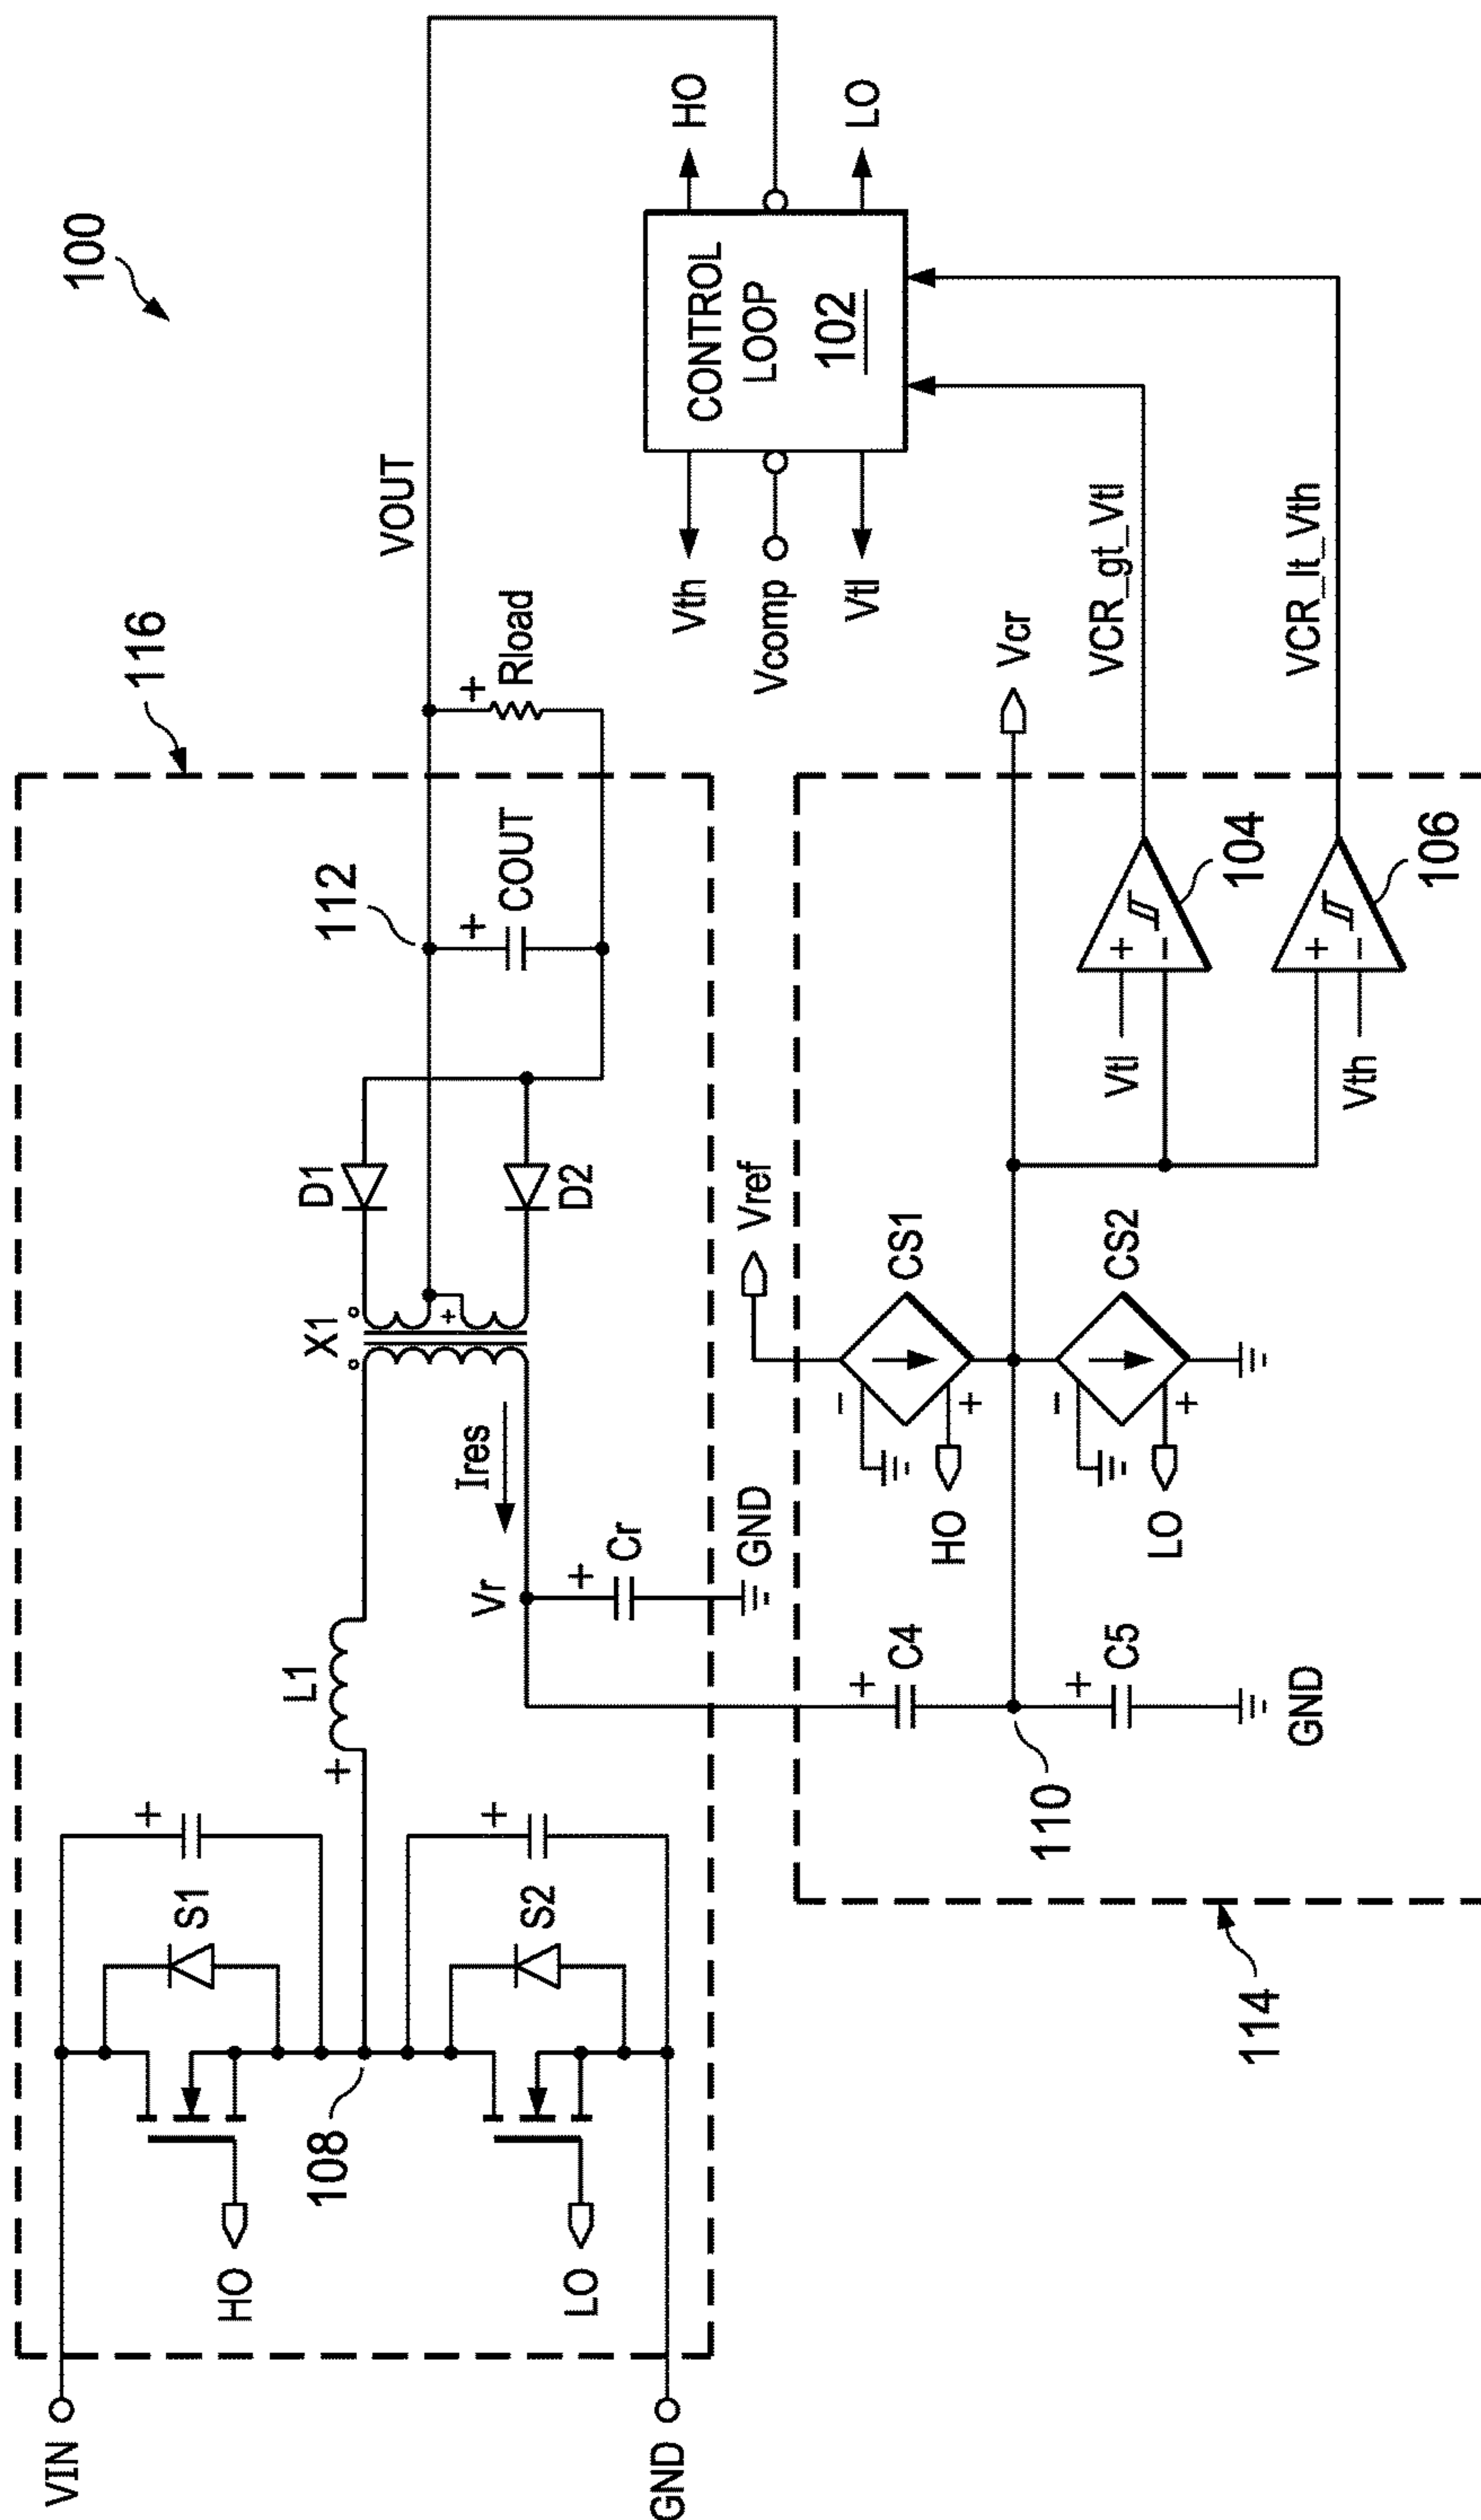 100
116
VIN
GND
HO
LO
108
S1
S2
+
+
+
L1
X1
+
Ires
Vr
+
Cr
GND
D1
D2
112
+
COUT
VOUT
+
Rload
HO
LO
CONTROL
LOOP
102
Vth
Vcomp
Vtl
114
110
+
C4
+
C5
GND
Vref
-
+
HO
CS1
-
+
LO
CS2
Vcr
Vtl
+
-
104
VCR_gt_Vtl
Vth
+
-
106
VCR_lt_Vth